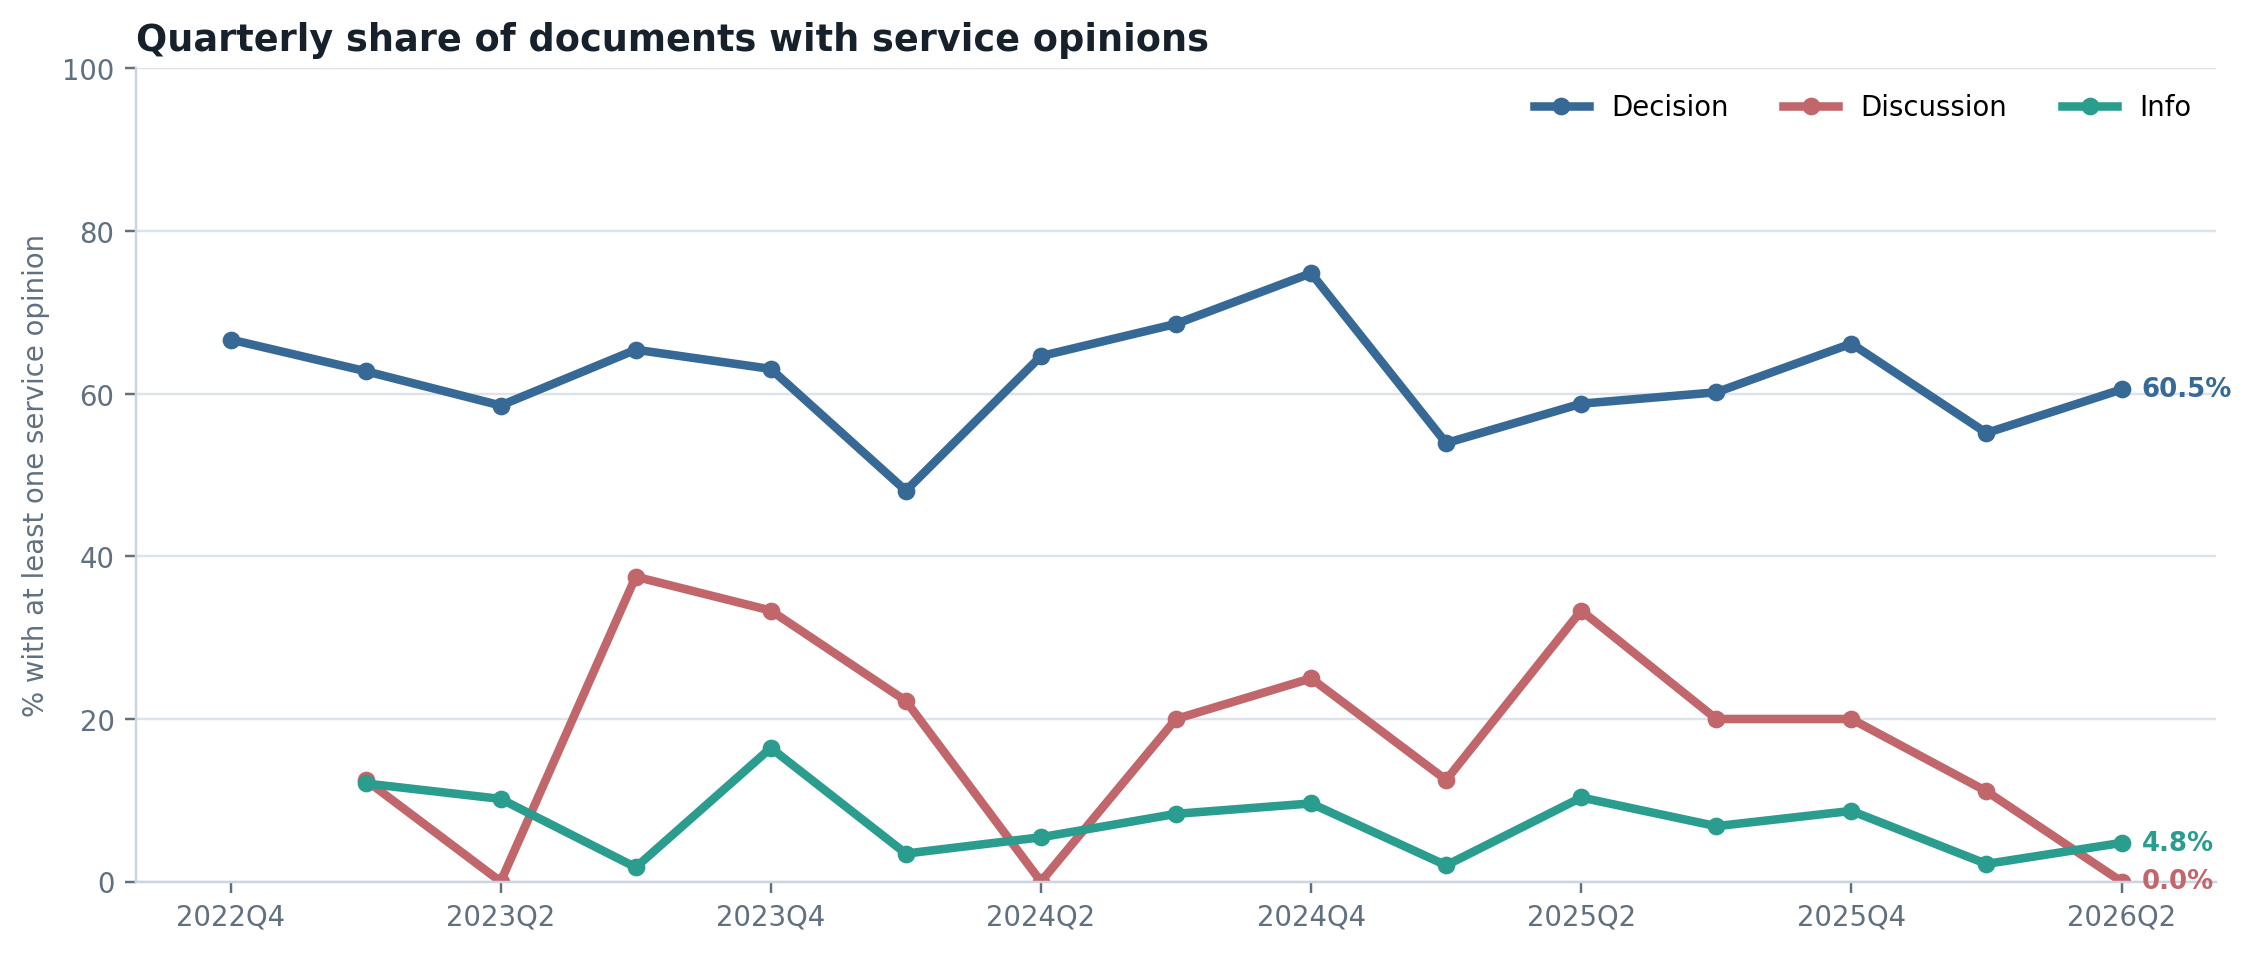 Quarterly share of documents with service opinions
% with at least one service opinion
100
80
60
40
20
0
Decision
Discussion
Info
60.5%
4.8%
0.0%
2022Q4
2023Q2
2023Q4
2024Q2
2024Q4
2025Q2
2025Q4
2026Q2